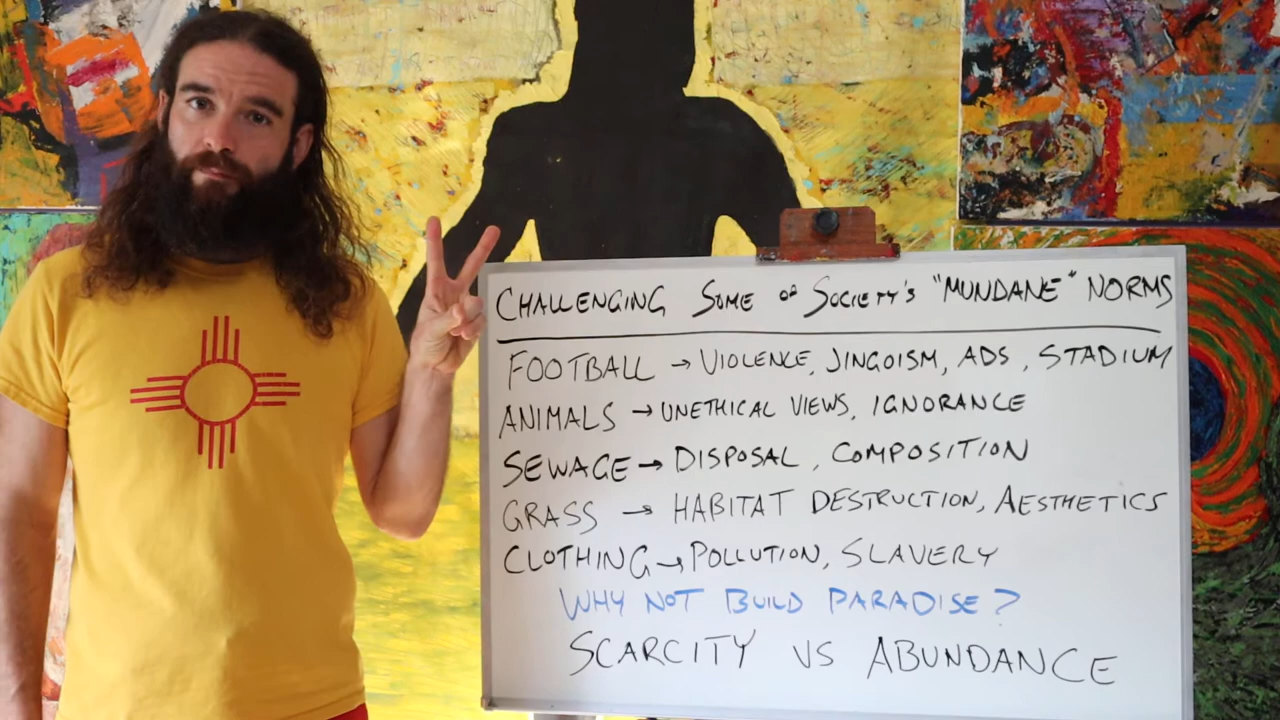 CHALLENGING SOME OF SOCIETY'S "MUNDANE" NORMS
FOOTBALL → VIOLENCE, JINGOISM, ADS, STADIUM
ANIMALS → UNETHICAL VIEWS, IGNORANCE
SEWAGE → DISPOSAL, COMPOSITION
GRASS → HABITAT DESTRUCTION, AESTHETICS
CLOTHING → POLLUTION, SLAVERY
WHY NOT BUILD PARADISE?
SCARCITY VS ABUNDANCE